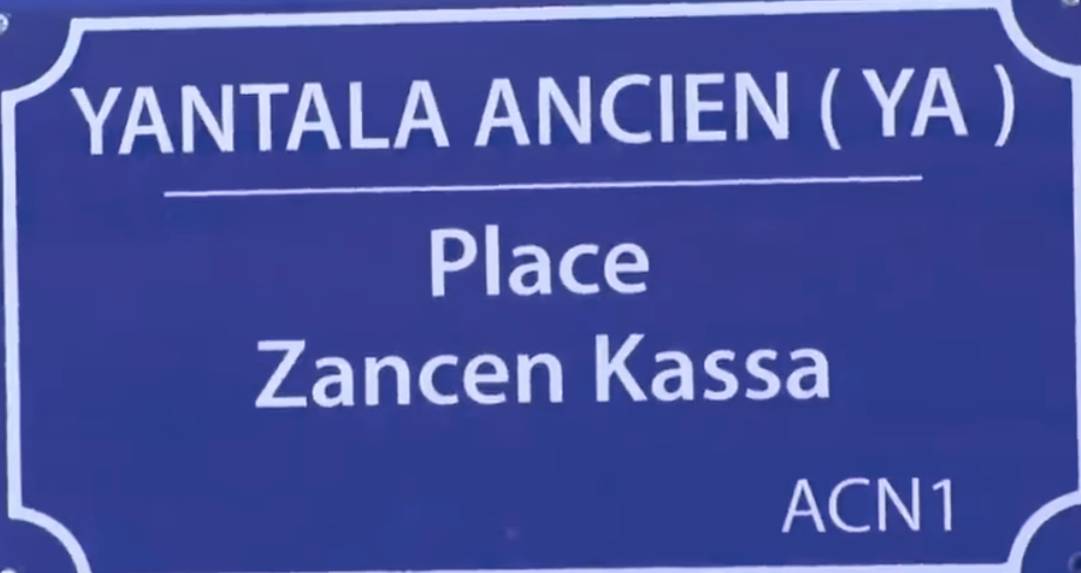 YANTALA ANCIEN ( YA )
Place
Zancen Kassa
ACN1